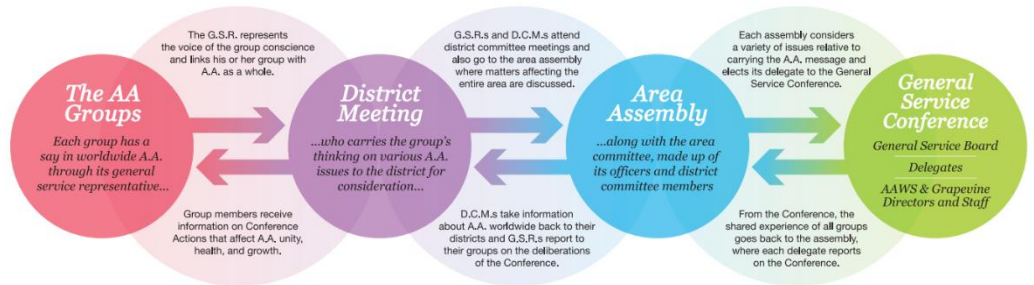 The G.S.R. represents
the voice of the group conscience
and links his or her group with
A.A. as a whole.
G.S.R.s and D.C.M.s attend
district committee meetings and
also go to the area assembly
where matters affecting the
entire area are discussed.
Each assembly considers
a variety of issues relative to
carrying the A.A. message and
elects its delegate to the General
Service Conference.
The AA
Groups
Each group has a
say in worldwide A.A.
through its general
service representative...
District
Meeting
...who carries the group's
thinking on various A.A.
issues to the district for
consideration...
Area
Assembly
...along with the area
committee, made up of
its officers and district
committee members
General
Service
Conference
General Service Board
Delegates
AAWS & Grapevine
Directors and Staff
Group members receive
information on Conference
Actions that affect A.A. unity,
health, and growth.
D.C.M.s take information
about A.A. worldwide back to their
districts and G.S.R.s report to
their groups on the deliberations
of the Conference.
From the Conference, the
shared experience of all groups
goes back to the assembly,
where each delegate reports
on the Conference.